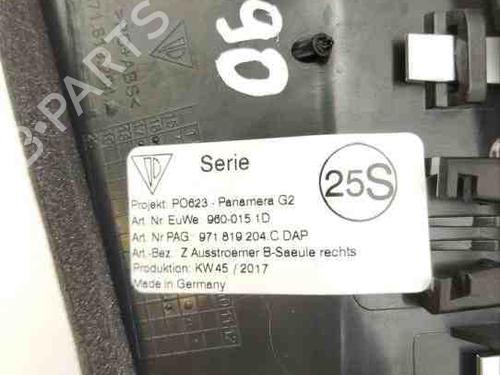 B-PARTS
90
Serie
25S
Projekt: PO623 - Panamera G2
Art. Nr. EuWe 960-015 1D
Art. Nr PAG: 971 819 204.C DAP
Art.-Bez. Z Ausstroemer B-Saeule rechts
Produktion: KW45 / 2017
Made in Germany